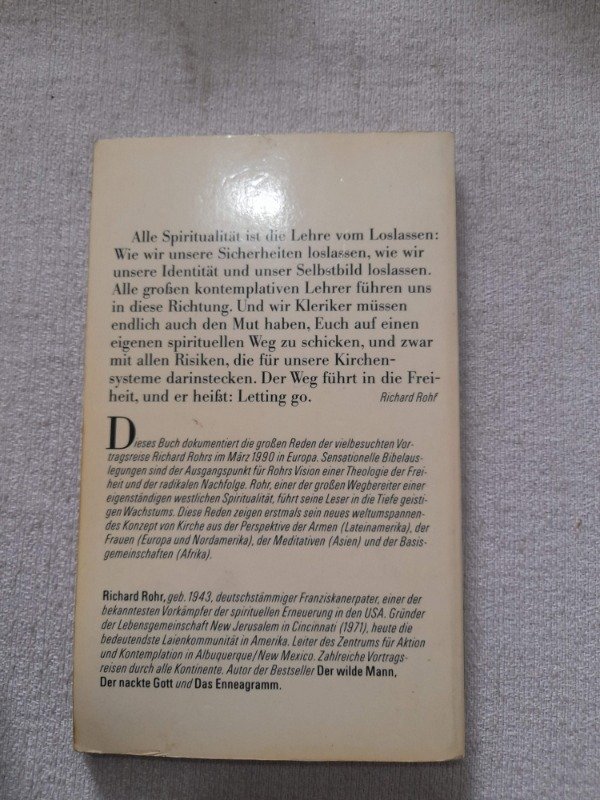 Alle Spiritualität ist die Lehre vom Loslassen:
Wie wir unsere Sicherheiten loslassen, wie wir
unsere Identität und unser Selbstbild loslassen.
Alle großen kontemplativen Lehrer führen uns
in diese Richtung. Und wir Kleriker müssen
endlich auch den Mut haben, Euch auf einen
eigenen spirituellen Weg zu schicken, und zwar
mit allen Risiken, die für unsere Kirchen-
systeme darinstecken. Der Weg führt in die Frei-
heit, und er heißt: Letting go. Richard Rohr
Dieses Buch dokumentiert die großen Reden der vielbesuchten Vor-
tragsreise Richard Rohrs im März 1990 in Europa. Sensationelle Bibelaus-
legungen sind der Ausgangspunkt für Rohrs Vision einer Theologie der Frei-
heit und der radikalen Nachfolge. Rohr, einer der großen Wegbereiter einer
eigenständigen westlichen Spiritualität, führt seine Leser in die Tiefe geisti-
gen Wachstums. Diese Reden zeigen erstmals sein neues weltumspannen-
des Konzept von Kirche aus der Perspektive der Armen (Lateinamerika), der
Frauen (Europa und Nordamerika), der Meditativen (Asien) und der Basis-
gemeinschaften (Afrika).
Richard Rohr, geb. 1943, deutschstämmiger Franziskanerpater, einer der
bekanntesten Vorkämpfer der spirituellen Erneuerung in den USA. Gründer
der Lebensgemeinschaft New Jerusalem in Cincinnati (1971), heute die
bedeutendste Laienkommunität in Amerika. Leiter des Zentrums für Aktion
und Kontemplation in Albuquerque/New Mexico. Zahlreiche Vortrags-
reisen durch alle Kontinente. Autor der Bestseller Der wilde Mann,
Der nackte Gott und Das Enneagramm.